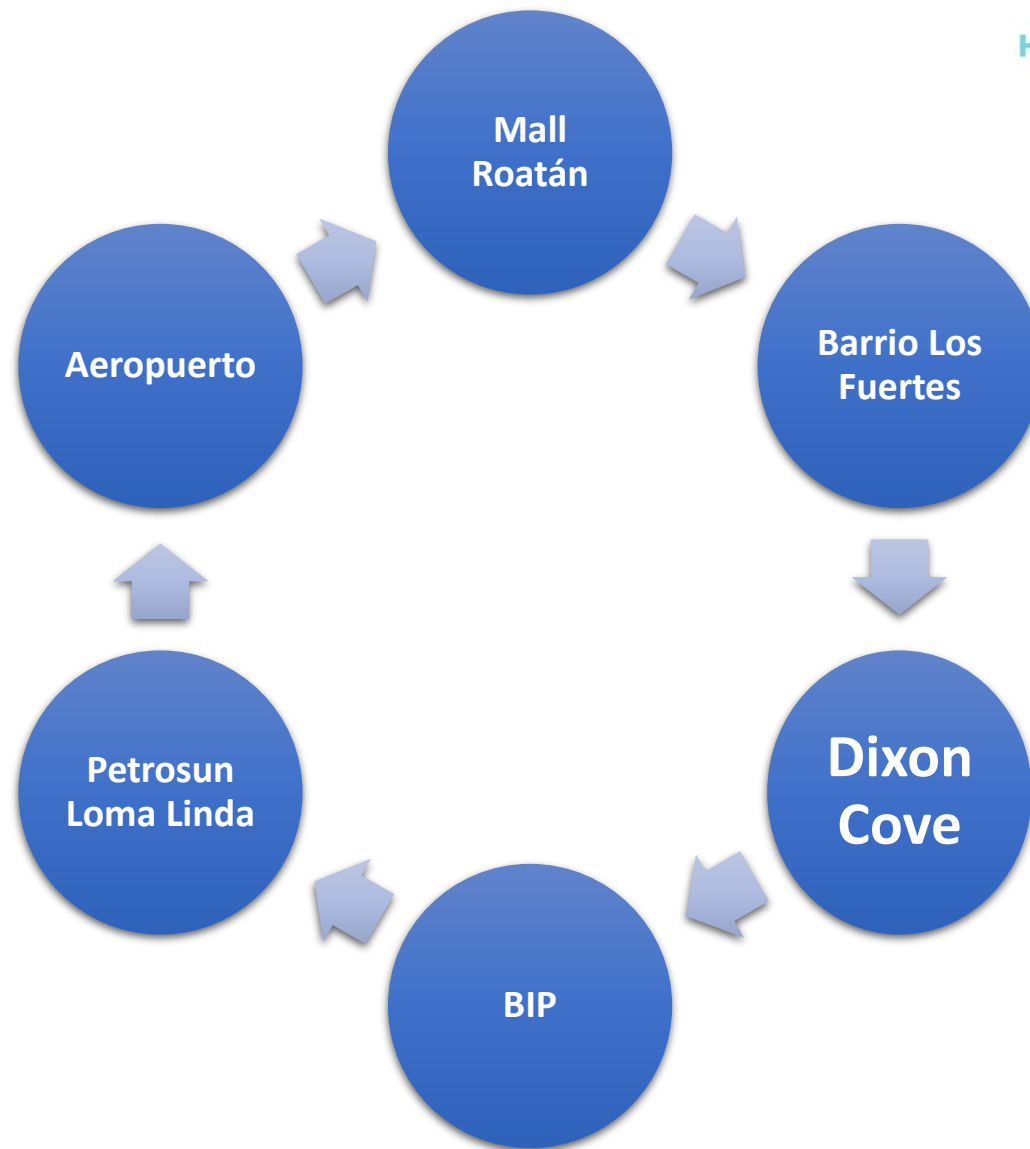 Mall
Roatán
Barrio Los
Fuertes
Dixon
Cove
BIP
Petrosun
Loma Linda
Aeropuerto